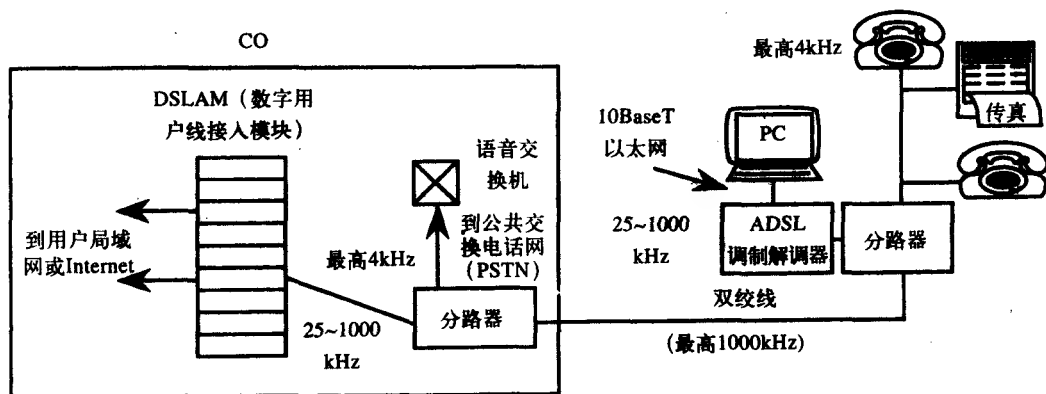 CO
DSLAM（数字用
户线接入模块）
语音交
换机
到公共交
换电话网
（PSTN）
最高4kHz
到用户局域
网或Internet
25~1000
kHz
分路器
最高4kHz
传真
10BaseT
以太网
PC
25~1000
kHz
ADSL
调制解调器
分路器
双绞线
(最高1000kHz)